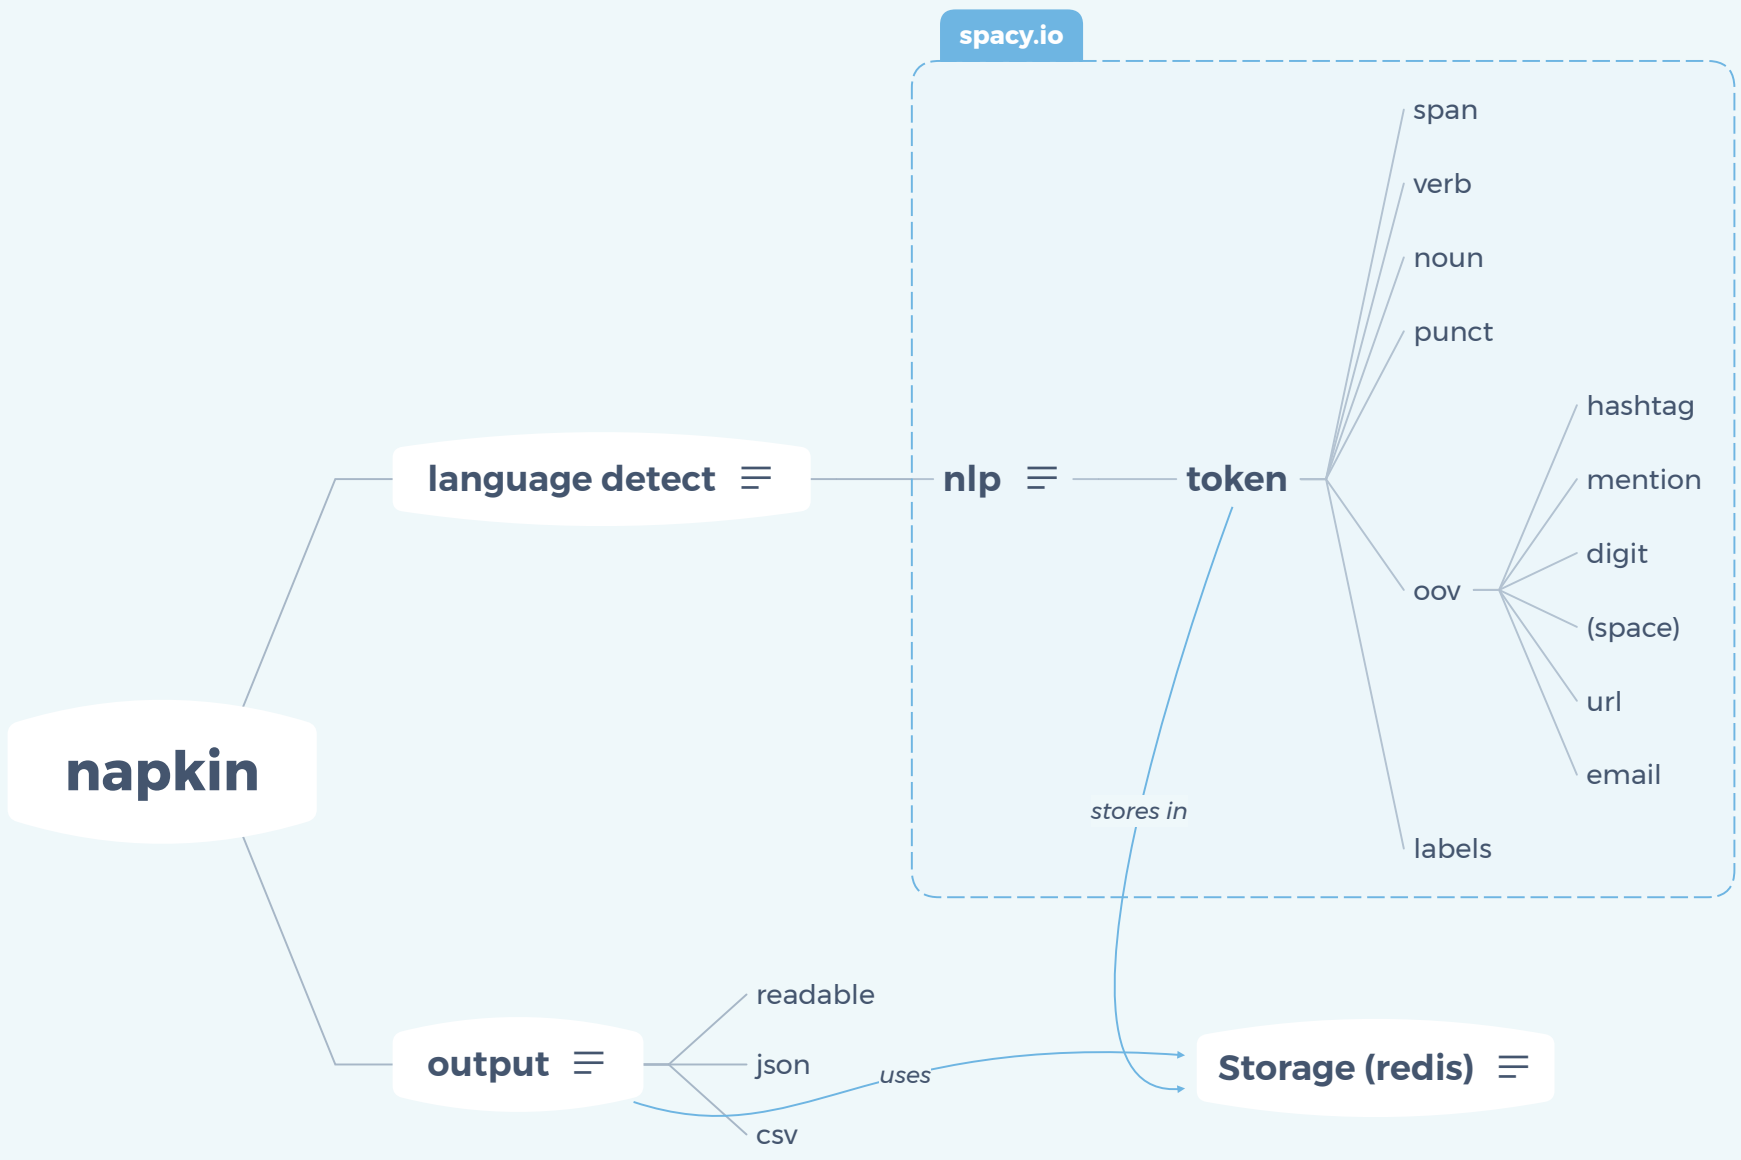 spacy.io
span
verb
noun
punct
hashtag
language detect
nlp
token
mention
digit
oov
(space)
url
napkin
email
stores in
labels
readable
output
json
uses
Storage (redis)
csv